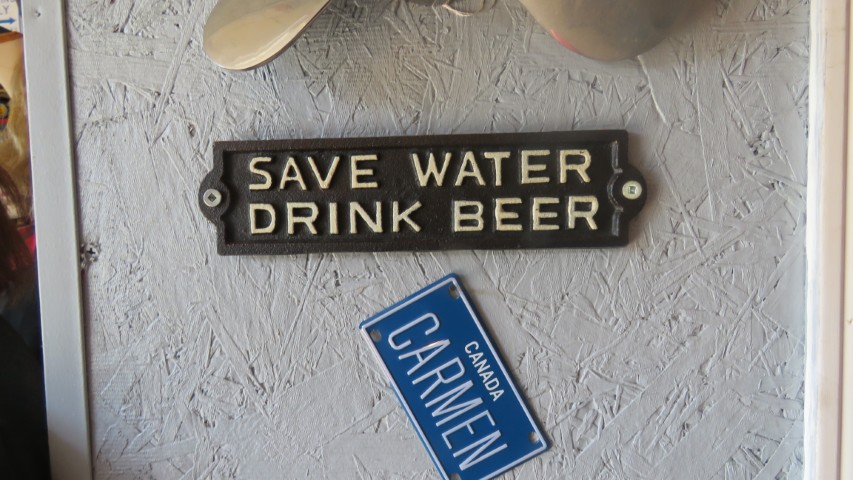 SAVE WATER
DRINK BEER
CANADA
CARMEN